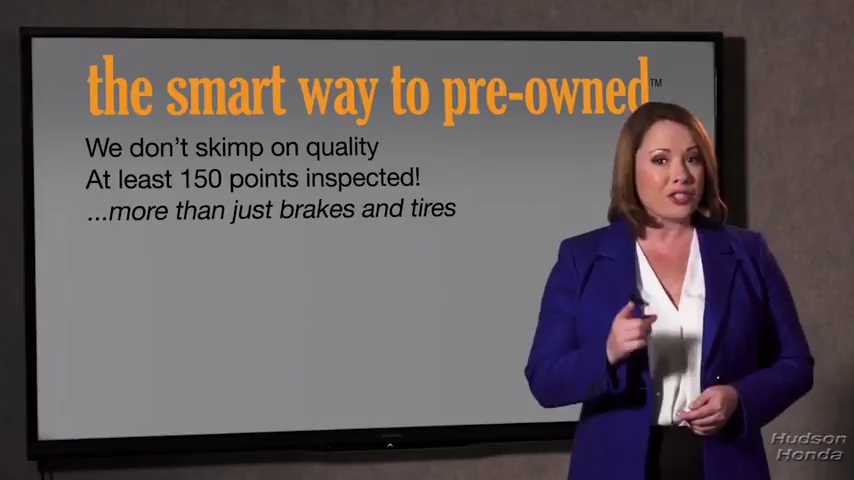 the smart way to pre-owned™
We don't skimp on quality
At least 150 points inspected!
...more than just brakes and tires
Hudson
Honda